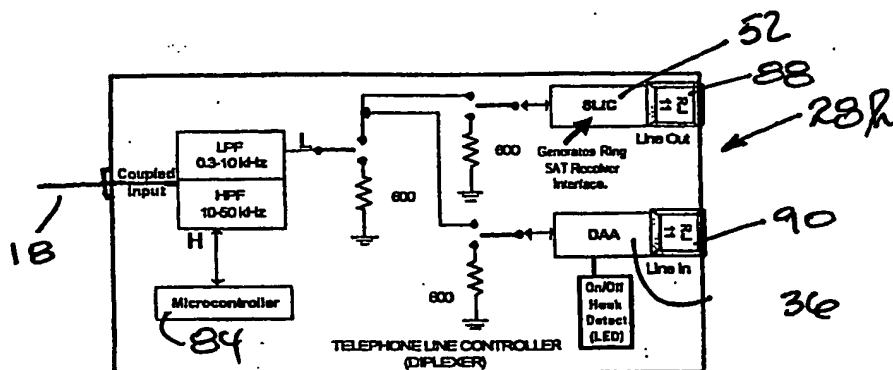 52
88
28h
LPF
0.3-10 kHz
L
SLIC
Line Out
Coupled
Input
HPF
10-50 kHz
600
600
Generates Ring
SAT Receiver
Interface.
18
H
DAA
90
Line In
Microcontroller
84
600
On/Off
Hook
Detect
(LED)
36
TELEPHONE LINE CONTROLLER
(DIPLEXER)